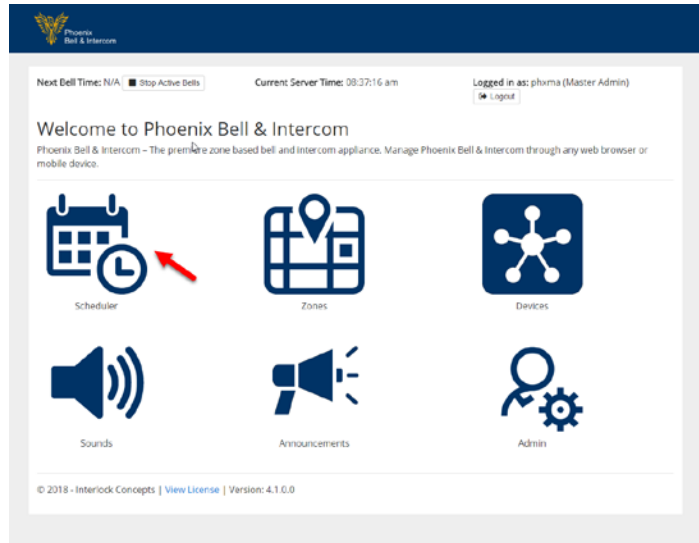 Phoenix
Bell & Intercom
Next Bell Time: N/A Stop Active Bells Current Server Time: 08:37:16 am Logged in as: phxma (Master Admin)
Logout
Welcome to Phoenix Bell & Intercom
Phoenix Bell & Intercom – The premiere zone based bell and intercom appliance. Manage Phoenix Bell & Intercom through any web browser or
mobile device.
Scheduler Zones Devices
Sounds Announcements Admin
© 2018 - Interlock Concepts | View License | Version: 4.1.0.0